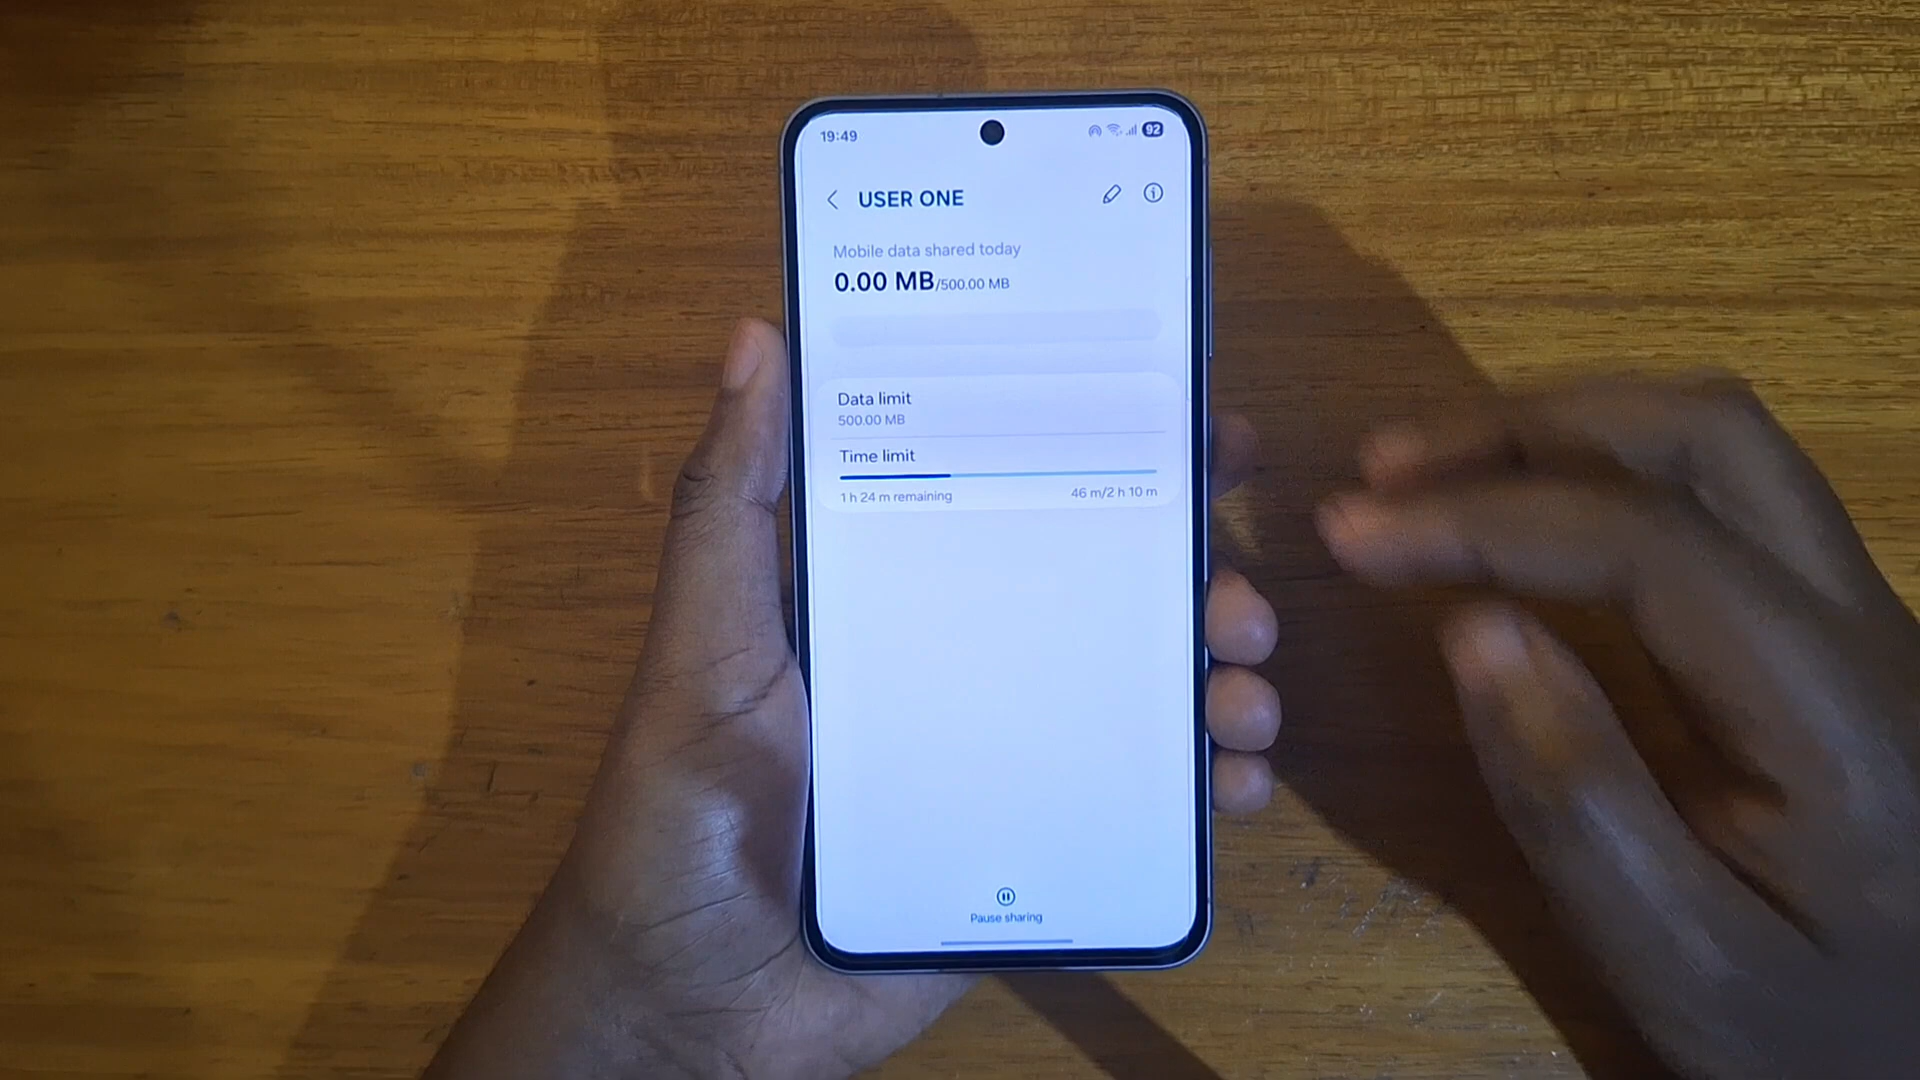 19:49
92
USER ONE
Mobile data shared today
0.00 MB/500.00 MB
Data limit
500.00 MB
Time limit
1 h 24 m remaining
46 m/2 h 10 m
Pause sharing